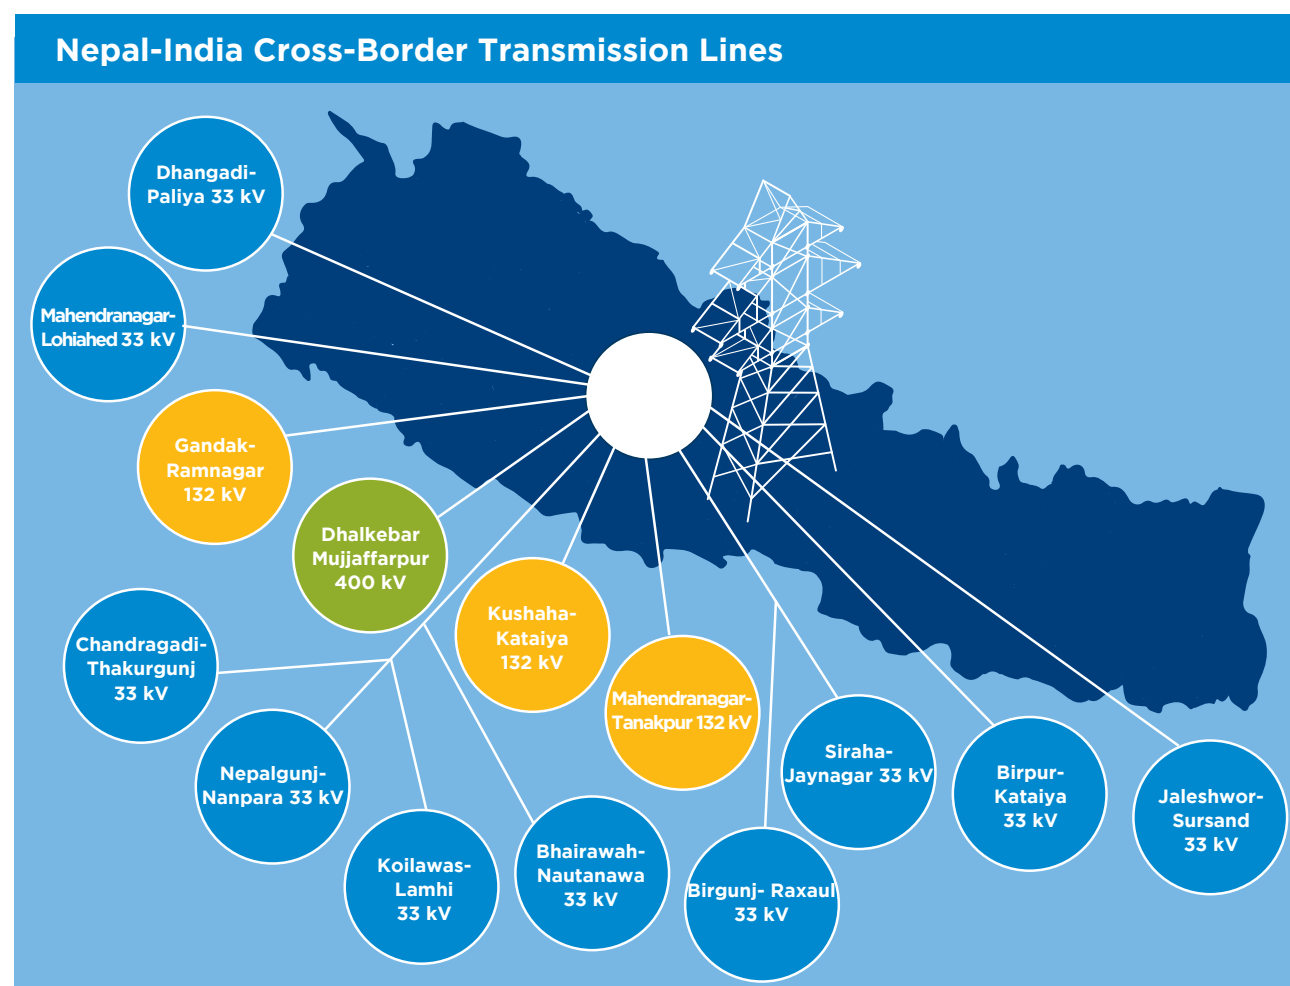 Nepal-India Cross-Border Transmission Lines
Dhangadi-
Paliya 33 kV
Mahendranagar-
Lohiahed 33 kV
Gandak-
Ramnagar
132 kV
Dhalkebar
Mujjaffarpur
400 kV
Kushaha-
Kataiya
132 kV
Chandragadi-
Thakurgunj
33 kV
Mahendranagar-
Tanakpur 132 kV
Nepalgunj-
Nanpara 33 kV
Siraha-
Jaynagar 33 kV
Birpur-
Kataiya
33 kV
Jaleshwor-
Sursand
33 kV
Koilawas-
Lamhi
33 kV
Bhairawah-
Nautanawa
33 kV
Birgunj- Raxaul
33 kV